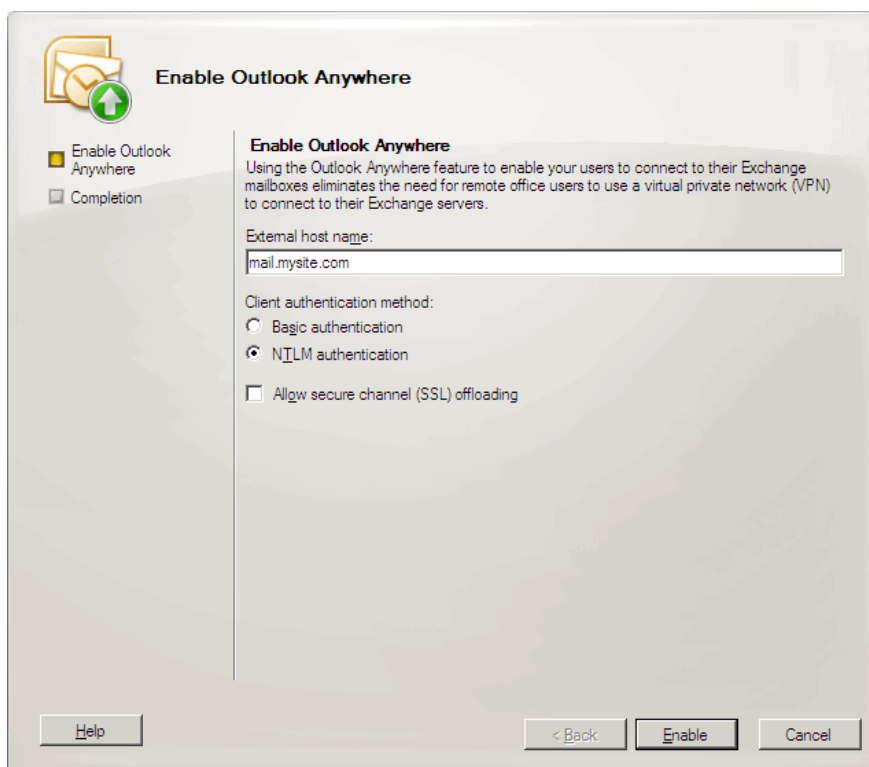 Enable Outlook Anywhere
Enable Outlook
Anywhere
Completion
Enable Outlook Anywhere
Using the Outlook Anywhere feature to enable your users to connect to their Exchange
mailboxes eliminates the need for remote office users to use a virtual private network (VPN)
to connect to their Exchange servers.
External host name:
mail.mysite.com
Client authentication method:
Basic authentication
NTLM authentication
Allow secure channel (SSL) offloading
Help
< Back
Enable
Cancel